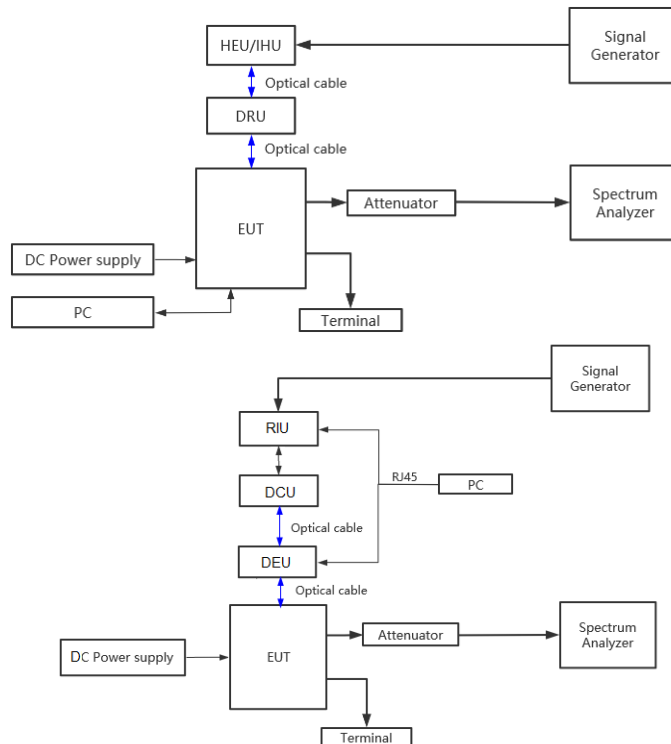 HEU/IHU
Signal
Generator
Optical cable
DRU
Optical cable
EUT
Attenuator
Spectrum
Analyzer
DC Power supply
PC
Terminal
Signal
Generator
RIU
RJ45
PC
DCU
Optical cable
DEU
Optical cable
EUT
Attenuator
Spectrum
Analyzer
DC Power supply
Terminal